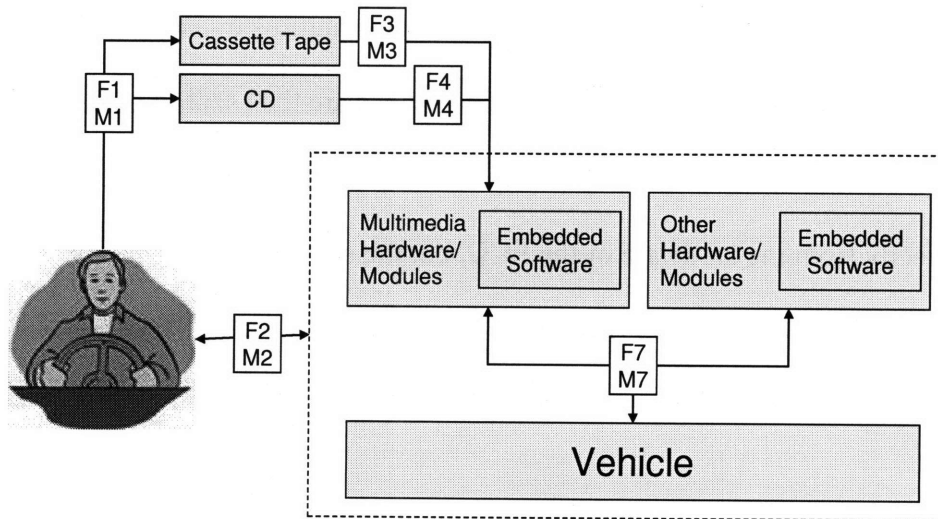 F3
M3
Cassette Tape
F4
M4
CD
F1
M1
Multimedia
Hardware/
Modules
Embedded
Software
Other
Hardware/
Modules
Embedded
Software
F2
M2
F7
M7
Vehicle